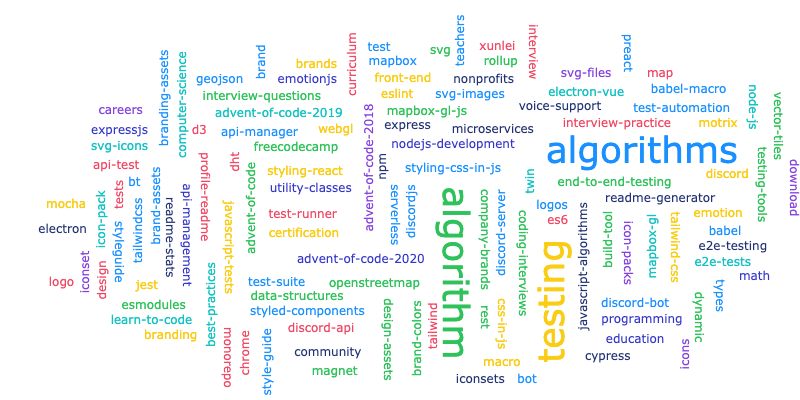 teachers
preact
interview
xunlei
svg
test
brand
curriculum
mapbox
rollup
brands
branding-assets
computer-science
geojson
emotionjs
front-end
nonprofits
svg-files
map
eslint
svg-images
electron-vue
babel-macro
node-js
vector-tiles
interview-questions
careers
advent-of-code-2019
advent-of-code-2018
mapbox-gl-js
voice-support
test-automation
expressjs
d3
api-manager
webgl
express
microservices
interview-practice
motrix
svg-icons
freecodecamp
nodejs-development
algorithms
testing-tools
download
api-test
profile-readme
dht
advent-of-code
styling-react
npm
styling-css-in-js
twin
end-to-end-testing
discord
tests
bt
brand-assets
readme-stats
api-management
utility-classes
serverless
discordjs
algorithm
company-brands
discord-server
logos
readme-generator
mocha
icon-pack
styleguide
tailwindcss
javascript-tests
test-runner
coding-interviews
es6
build-tool
icon-packs
mapbox-gl
tailwind-css
emotion
electron
certification
testing
javascript-algorithms
babel
e2e-testing
e2e-tests
advent-of-code-2020
iconset
design
logo
jest
best-practices
test-suite
openstreetmap
math
types
data-structures
esmodules
styled-components
design-assets
brand-colors
tailwind
rest
css-in-js
discord-bot
dynamic
learn-to-code
programming
branding
monorepo
chrome
style-guide
discord-api
education
icons
community
cypress
magnet
macro
iconsets
bot